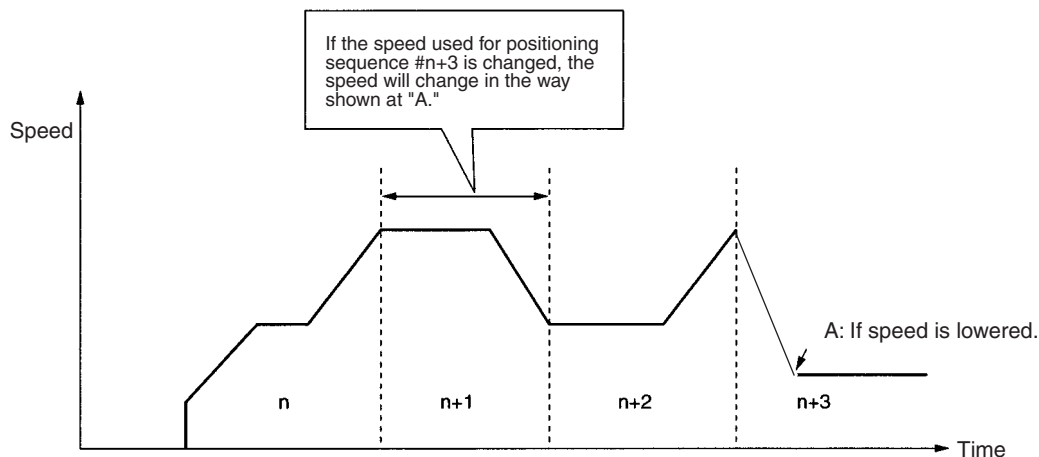 If the speed used for positioning
sequence #n+3 is changed, the
speed will change in the way
shown at "A."
Speed
A: If speed is lowered.
n
n+1
n+2
n+3
Time